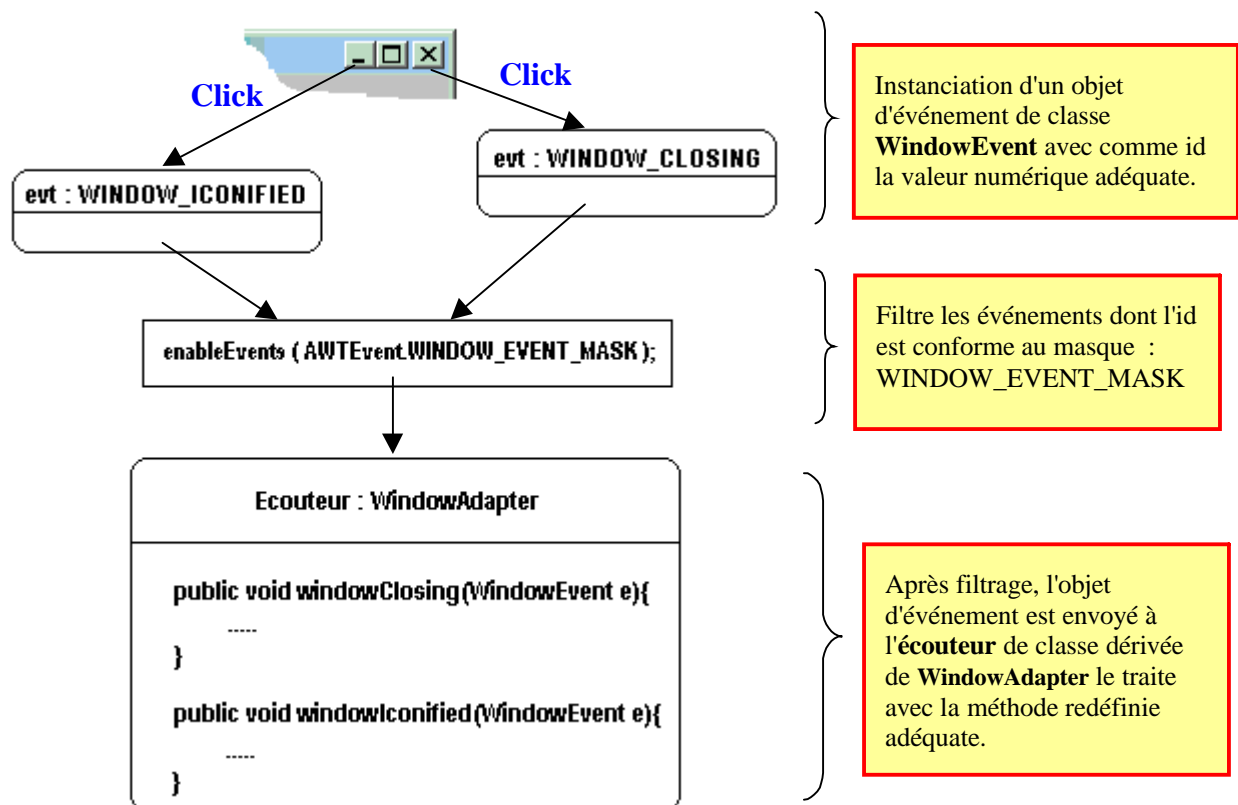 Click
Click
evt : WINDOW_ICONIFIED
evt : WINDOW_CLOSING
Instanciation d'un objet
d'événement de classe
WindowEvent avec comme id
la valeur numérique adéquate.
enableEvents ( AWTEvent.WINDOW_EVENT_MASK );
Filtre les événements dont l'id
est conforme au masque :
WINDOW_EVENT_MASK
Ecouteur : WindowAdapter
public void windowClosing(WindowEvent e){
.....
}
public void windowIconified(WindowEvent e){
.....
}
Après filtrage, l'objet
d'événement est envoyé à
l'écouteur de classe dérivée
de WindowAdapter le traite
avec la méthode redéfinie
adéquate.